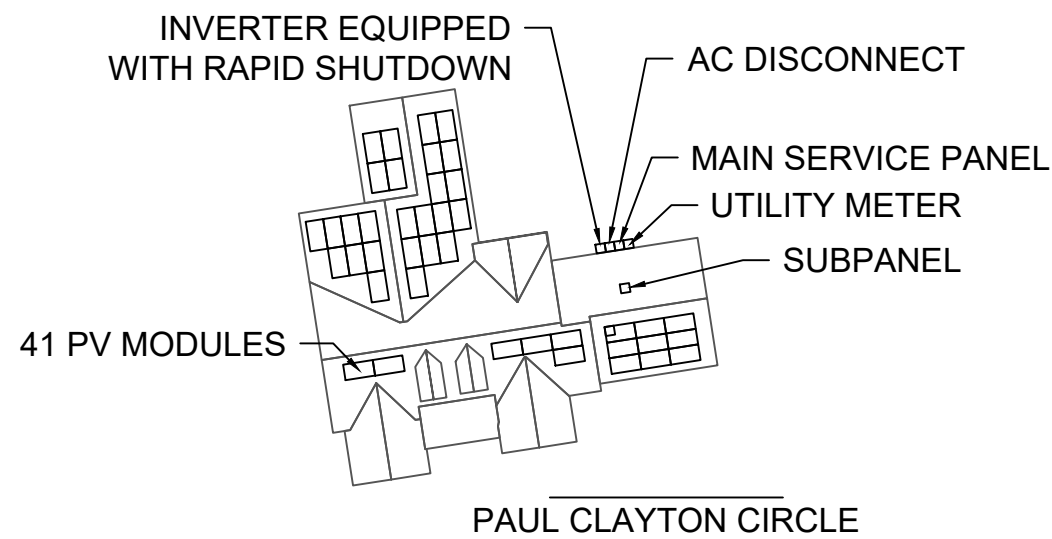 INVERTER EQUIPPED
WITH RAPID SHUTDOWN
AC DISCONNECT
MAIN SERVICE PANEL
UTILITY METER
SUBPANEL
41 PV MODULES
PAUL CLAYTON CIRCLE